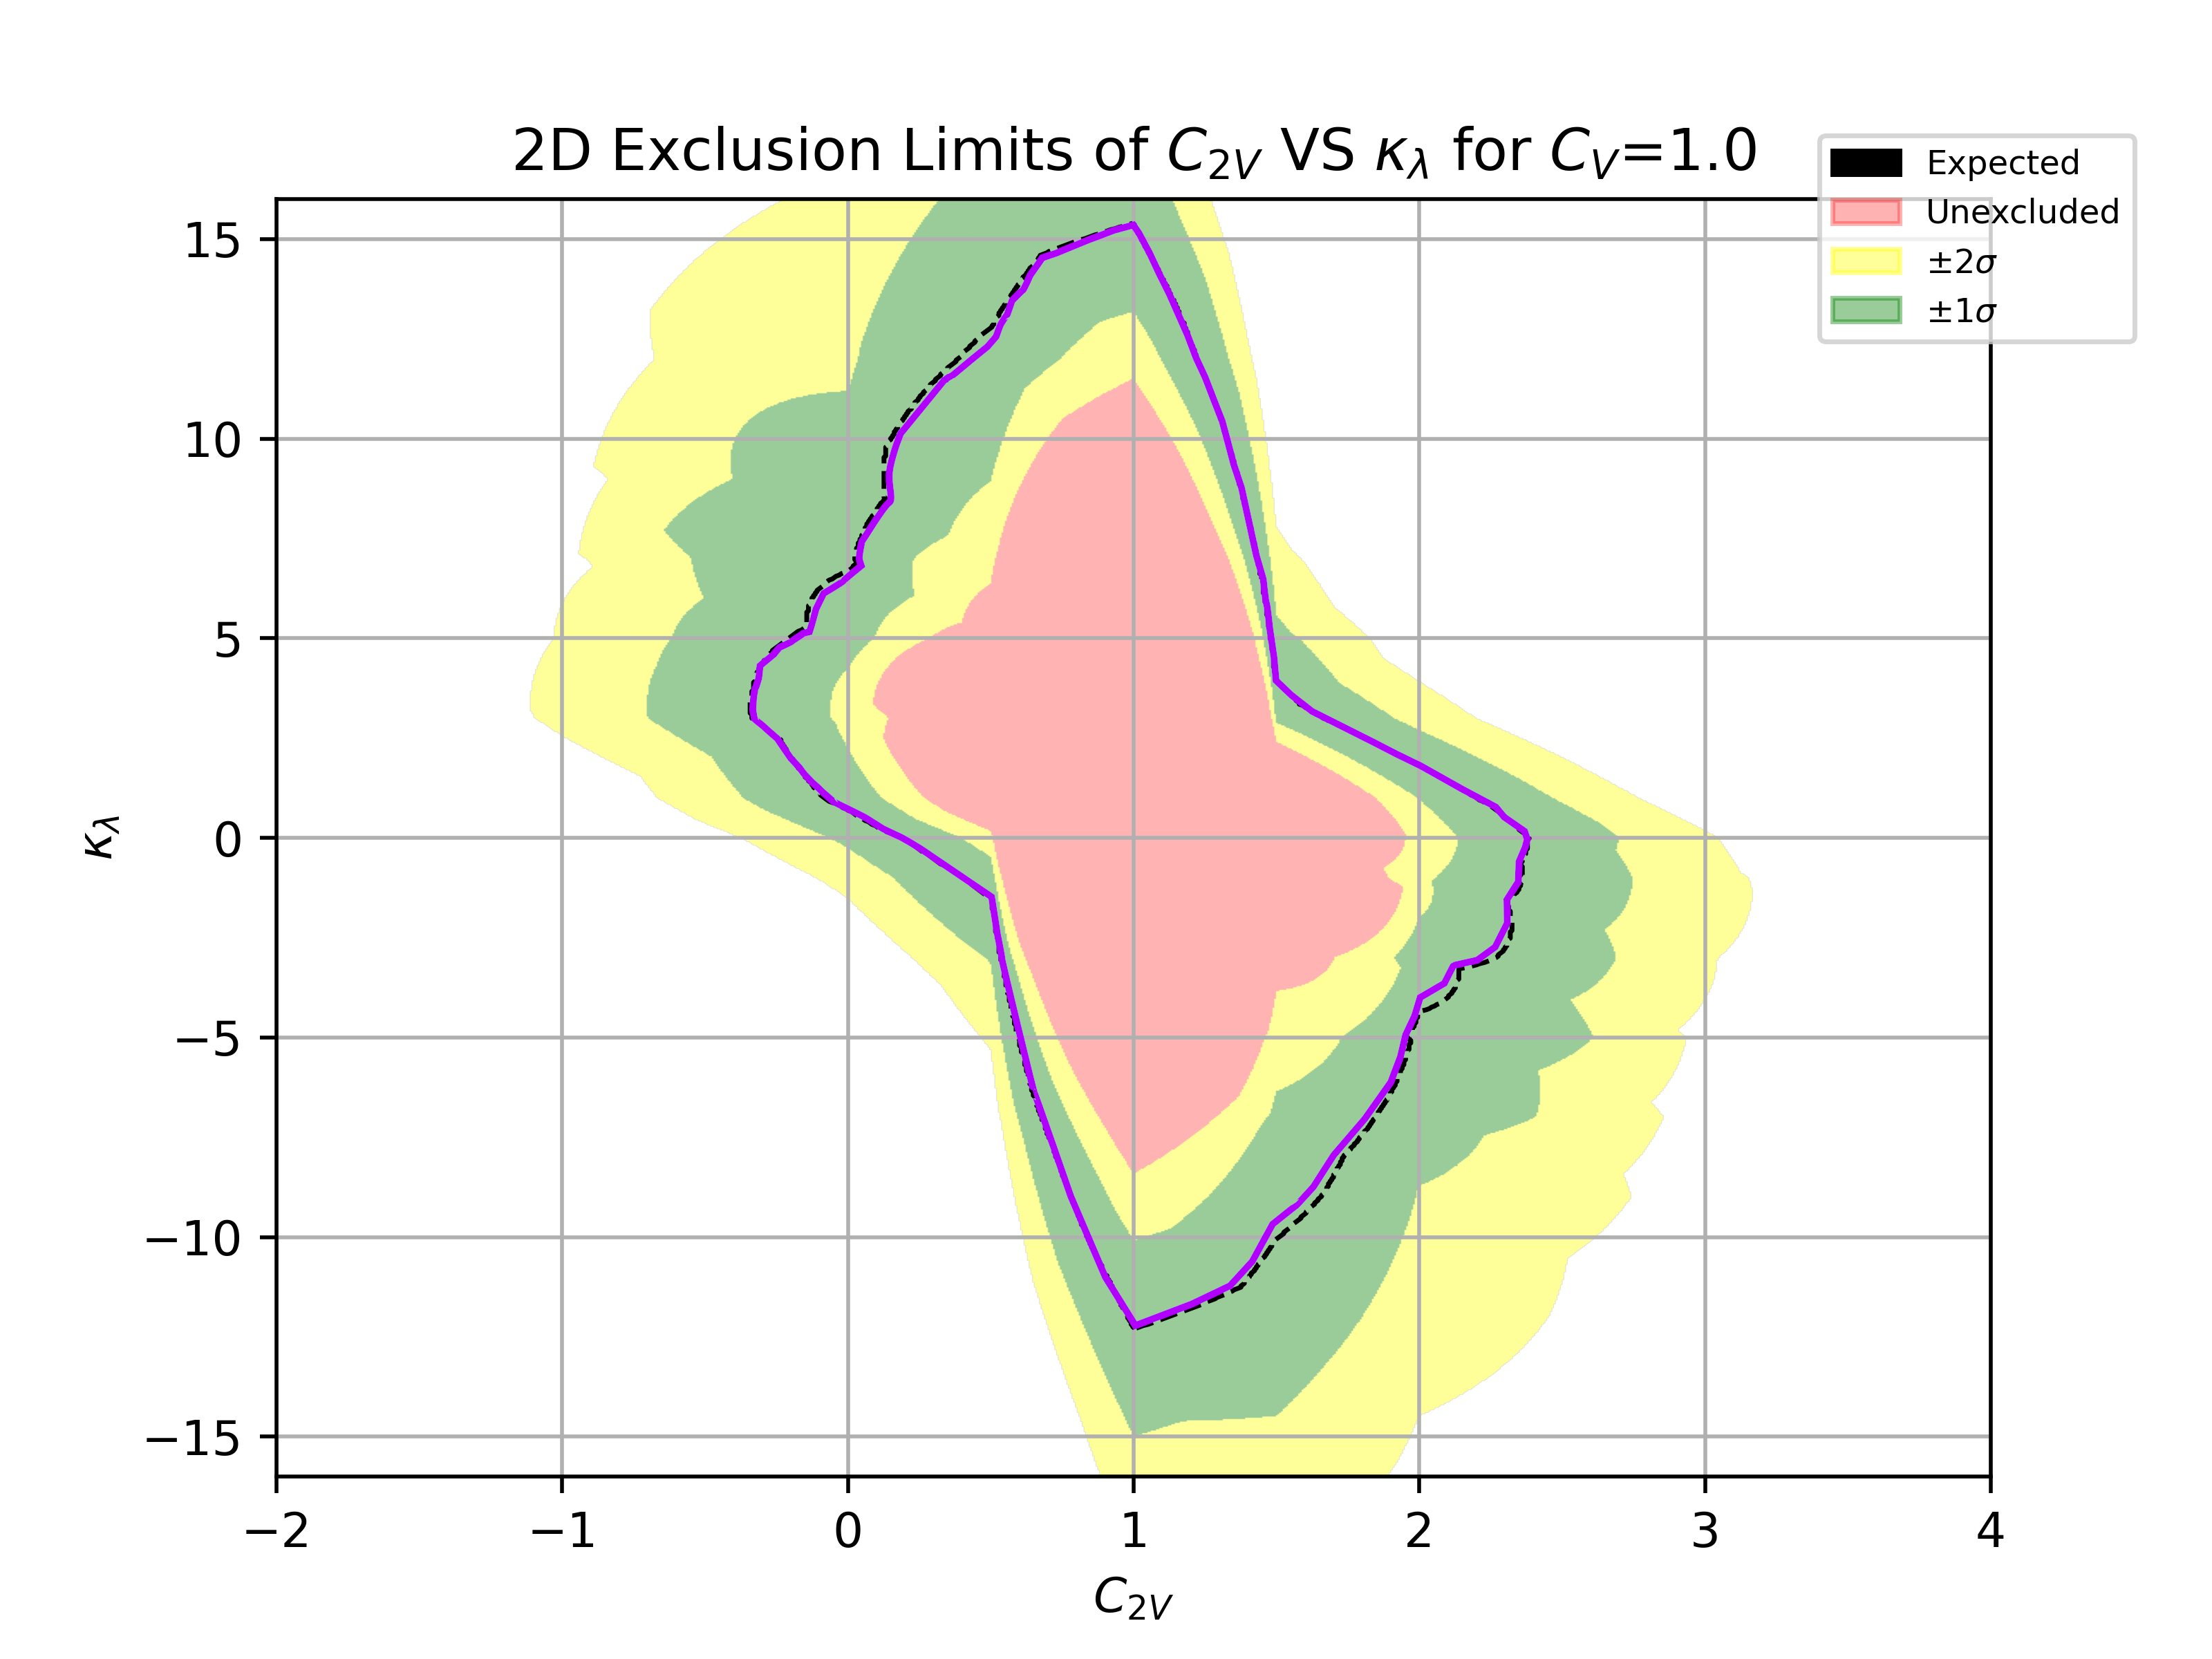 2D Exclusion Limits of C₂V VS κλ for CV=1.0
Expected
Unexcluded
±2σ
±1σ
15
10
5
0
−5
−10
−15
κλ
−2 −1 0 1 2 3 4
C₂V